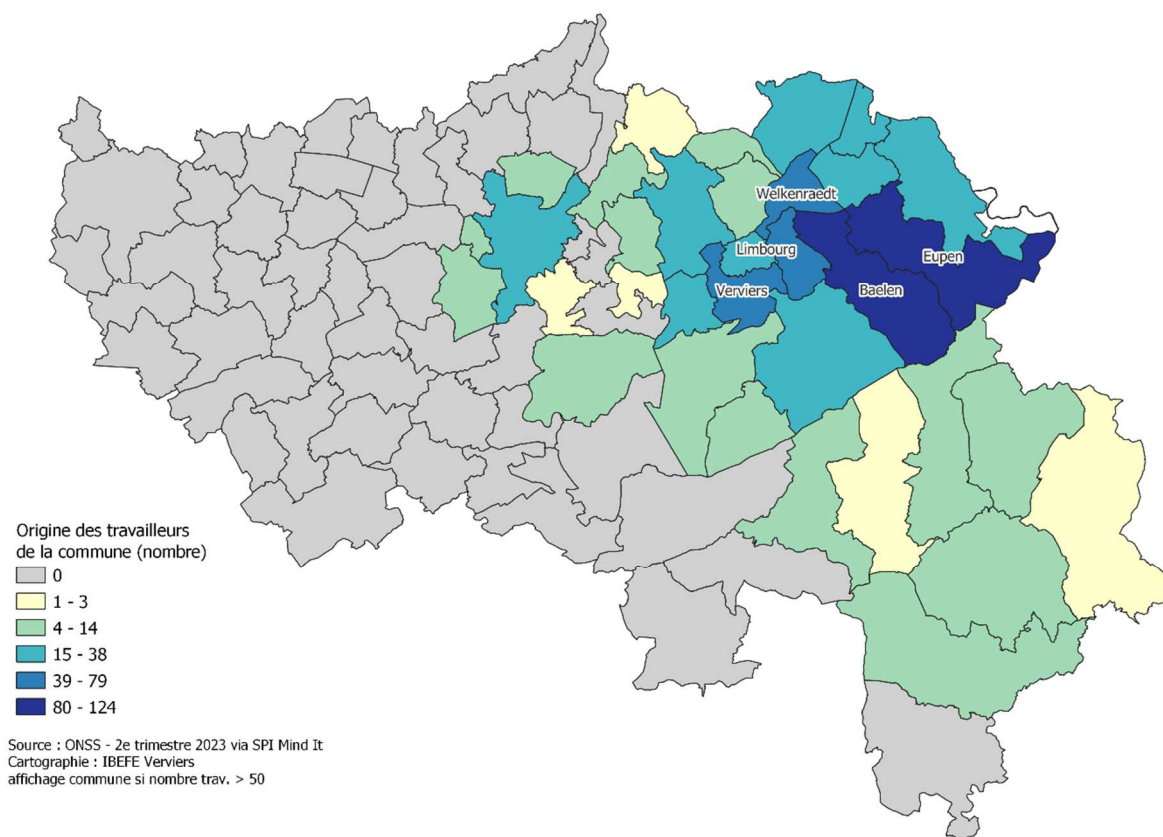 Welkenraedt
Limbourg
Eupen
Verviers
Baelen
Origine des travailleurs
de la commune (nombre)
0
1 - 3
4 - 14
15 - 38
39 - 79
80 - 124
Source : ONSS - 2e trimestre 2023 via SPI Mind It
Cartographie : IBEFE Verviers
affichage commune si nombre trav. > 50